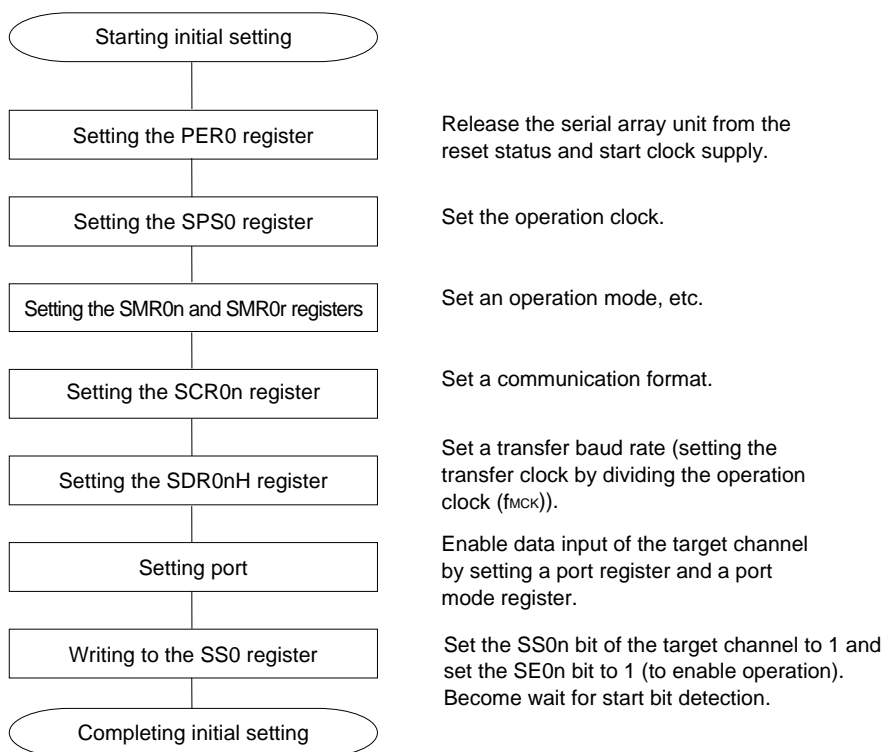 Starting initial setting
Setting the PER0 register
Release the serial array unit from the
reset status and start clock supply.
Setting the SPS0 register
Set the operation clock.
Setting the SMR0n and SMR0r registers
Set an operation mode, etc.
Setting the SCR0n register
Set a communication format.
Setting the SDR0nH register
Set a transfer baud rate (setting the
transfer clock by dividing the operation
clock (fMCK)).
Setting port
Enable data input of the target channel
by setting a port register and a port
mode register.
Writing to the SS0 register
Set the SS0n bit of the target channel to 1 and
set the SE0n bit to 1 (to enable operation).
Become wait for start bit detection.
Completing initial setting